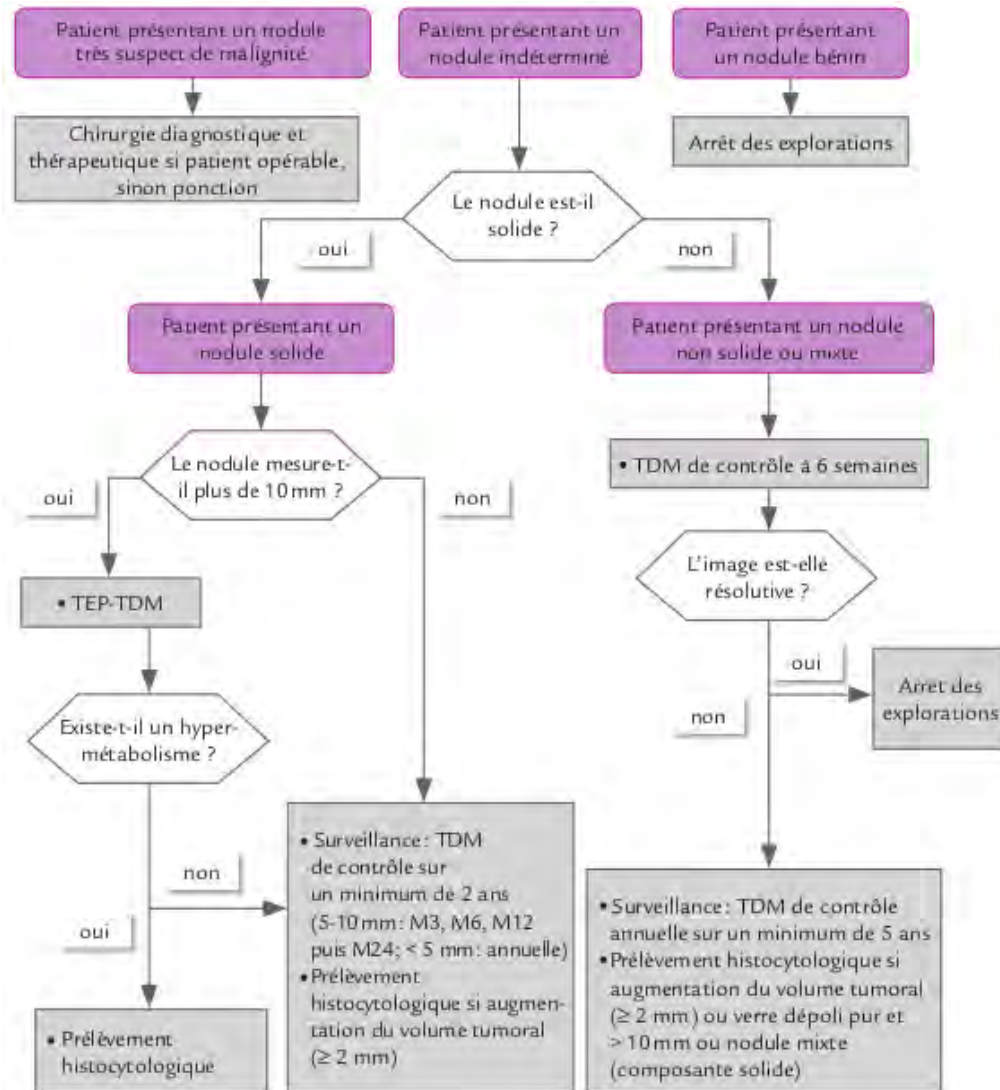 Patient présentant un nodule
très suspect de malignité
Patient présentant un
nodule indéterminé
Patient présentant
un nodule bénin
Chirurgie diagnostique et
thérapeutique si patient opérable,
sinon ponction
Arrêt des explorations
Le nodule est-il
solide ?
oui
non
Patient présentant un
nodule solide
Patient présentant un nodule
non solide ou mixte
Le nodule mesure-t-
il plus de 10 mm ?
oui
non
• TDM de contrôle à 6 semaines
L'image est-elle
résolutive ?
• TEP-TDM
oui
non
Arrêt des
explorations
Existe-t-il un hyper-
métabolisme ?
non
oui
• Surveillance : TDM
de contrôle sur
un minimum de 2 ans
(5-10 mm : M3, M6, M12
puis M24; < 5 mm : annuelle)
• Prélèvement
histocytologique si augmen-
tation du volume tumoral
(≥ 2 mm)
• Surveillance : TDM de contrôle
annuelle sur un minimum de 5 ans
• Prélèvement histocytologique si
augmentation du volume tumoral
(≥ 2 mm) ou verre dépoli pur et
> 10 mm ou nodule mixte
(composante solide)
• Prélèvement
histocytologique